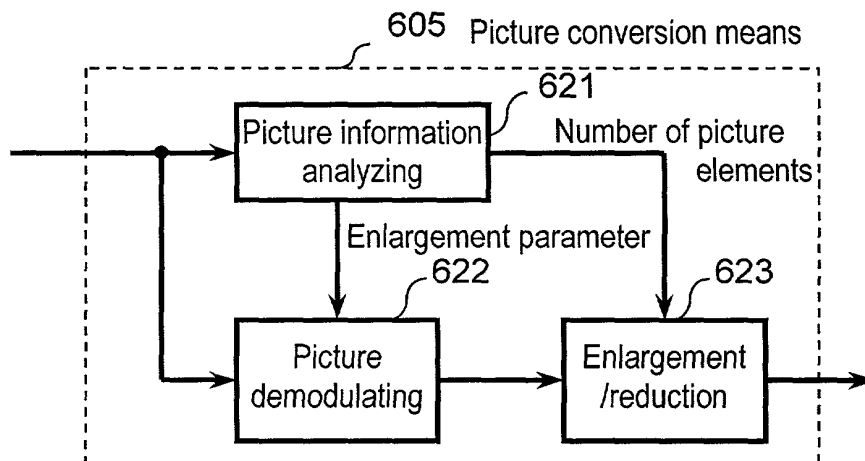 605 Picture conversion means
621
Picture information
analyzing
Number of picture
elements
Enlargement parameter
622
623
Picture
demodulating
Enlargement
/reduction